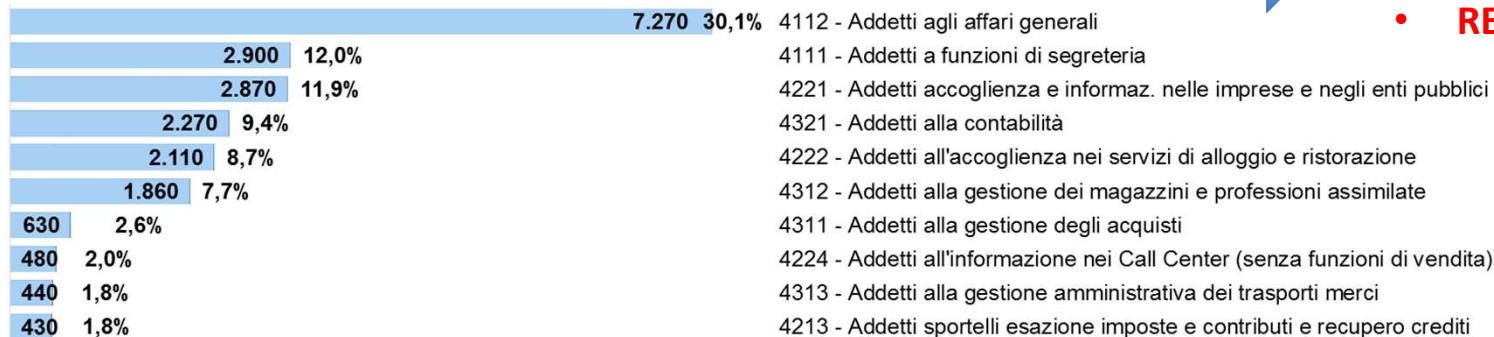 7.270 30,1% 4112 - Addetti agli affari generali
• RE
2.900 12,0% 4111 - Addetti a funzioni di segreteria
2.870 11,9% 4221 - Addetti accoglienza e informaz. nelle imprese e negli enti pubblici
2.270 9,4% 4321 - Addetti alla contabilità
2.110 8,7% 4222 - Addetti all'accoglienza nei servizi di alloggio e ristorazione
1.860 7,7% 4312 - Addetti alla gestione dei magazzini e professioni assimilate
630 2,6% 4311 - Addetti alla gestione degli acquisti
480 2,0% 4224 - Addetti all'informazione nei Call Center (senza funzioni di vendita)
440 1,8% 4313 - Addetti alla gestione amministrativa dei trasporti merci
430 1,8% 4213 - Addetti sportelli esazione imposte e contributi e recupero crediti